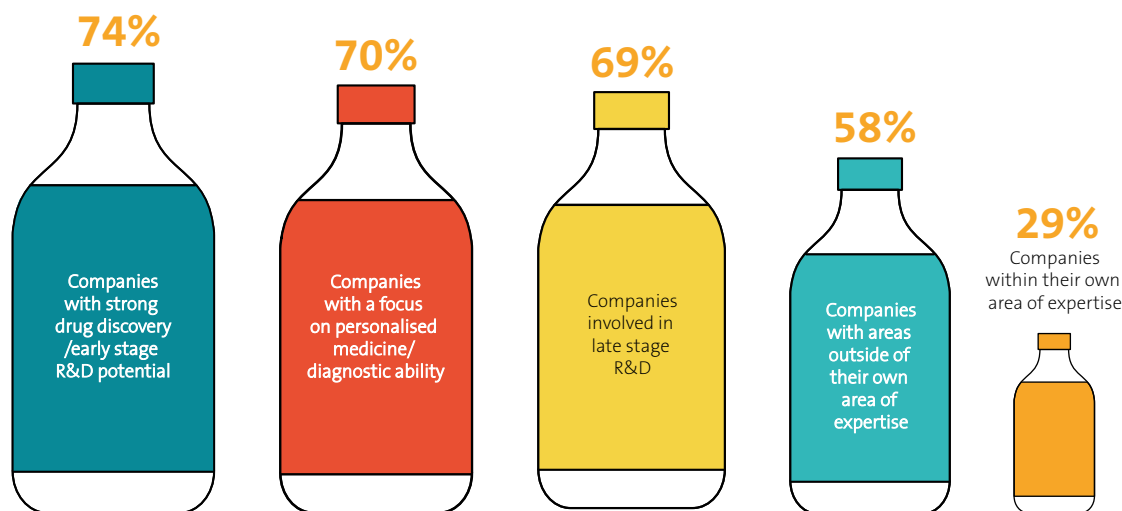 74%
Companies
with strong
drug discovery
/early stage
R&D potential
70%
Companies
with a focus
on personalised
medicine/
diagnostic ability
69%
Companies
involved in
late stage
R&D
58%
Companies
with areas
outside of
their own
area of
expertise
29%
Companies
within their own
area of expertise